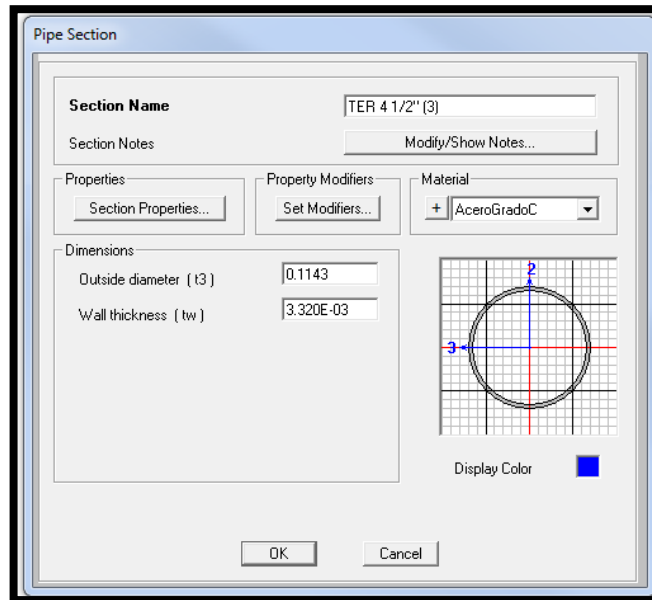 Pipe Section
Section Name
TER 4 1/2" (3)
Section Notes
Modify/Show Notes...
Properties
Section Properties...
Property Modifiers
Set Modifiers...
Material
+
AceroGradoC
Dimensions
Outside diameter ( t3 )
0.1143
Wall thickness ( tw )
3.320E-03
2
3
Display Color
OK
Cancel